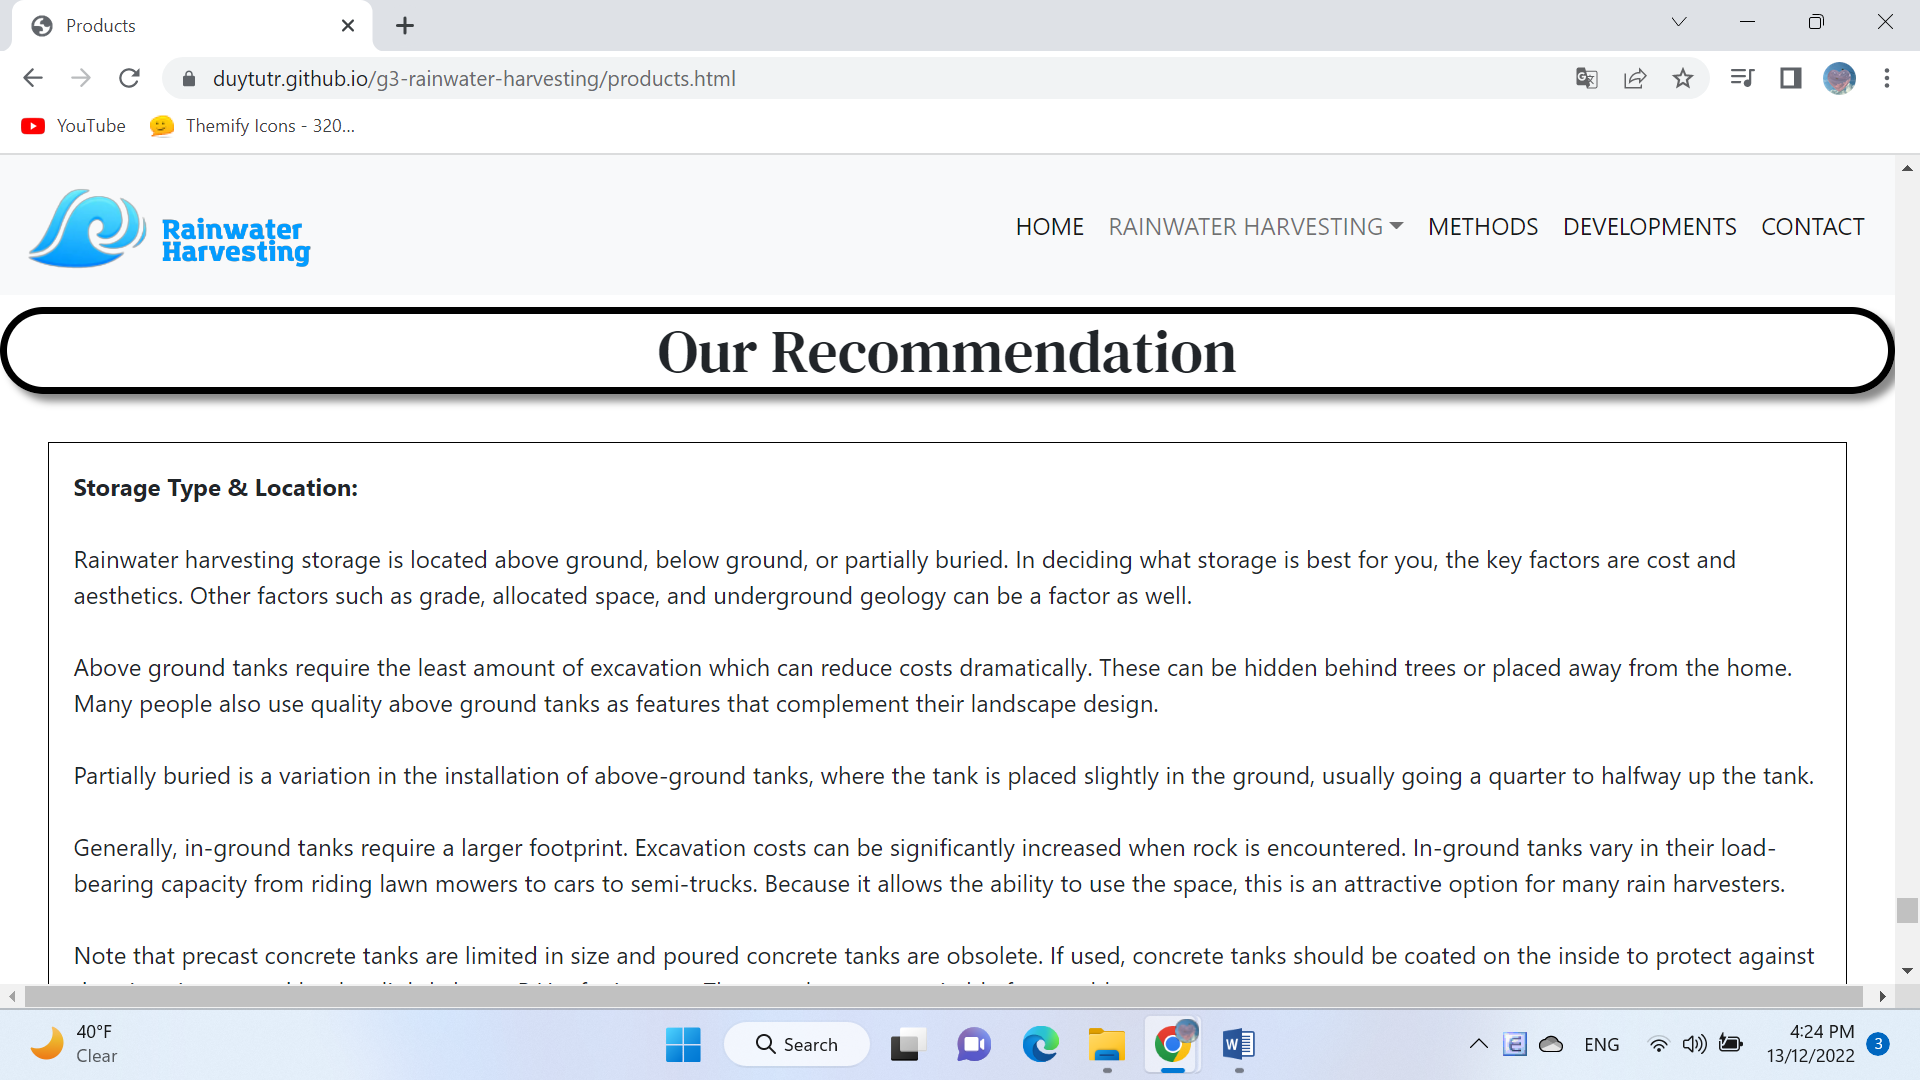 Products
duytutr.github.io/g3-rainwater-harvesting/products.html
YouTube
Themify Icons - 320...
Rainwater
Harvesting
HOME RAINWATER HARVESTING METHODS DEVELOPMENTS CONTACT
Our Recommendation
Storage Type & Location:
Rainwater harvesting storage is located above ground, below ground, or partially buried. In deciding what storage is best for you, the key factors are cost and
aesthetics. Other factors such as grade, allocated space, and underground geology can be a factor as well.
Above ground tanks require the least amount of excavation which can reduce costs dramatically. These can be hidden behind trees or placed away from the home.
Many people also use quality above ground tanks as features that complement their landscape design.
Partially buried is a variation in the installation of above-ground tanks, where the tank is placed slightly in the ground, usually going a quarter to halfway up the tank.
Generally, in-ground tanks require a larger footprint. Excavation costs can be significantly increased when rock is encountered. In-ground tanks vary in their load-
bearing capacity from riding lawn mowers to cars to semi-trucks. Because it allows the ability to use the space, this is an attractive option for many rain harvesters.
Note that precast concrete tanks are limited in size and poured concrete tanks are obsolete. If used, concrete tanks should be coated on the inside to protect against
40°F
Clear
Search
ENG
4:24 PM
13/12/2022
3